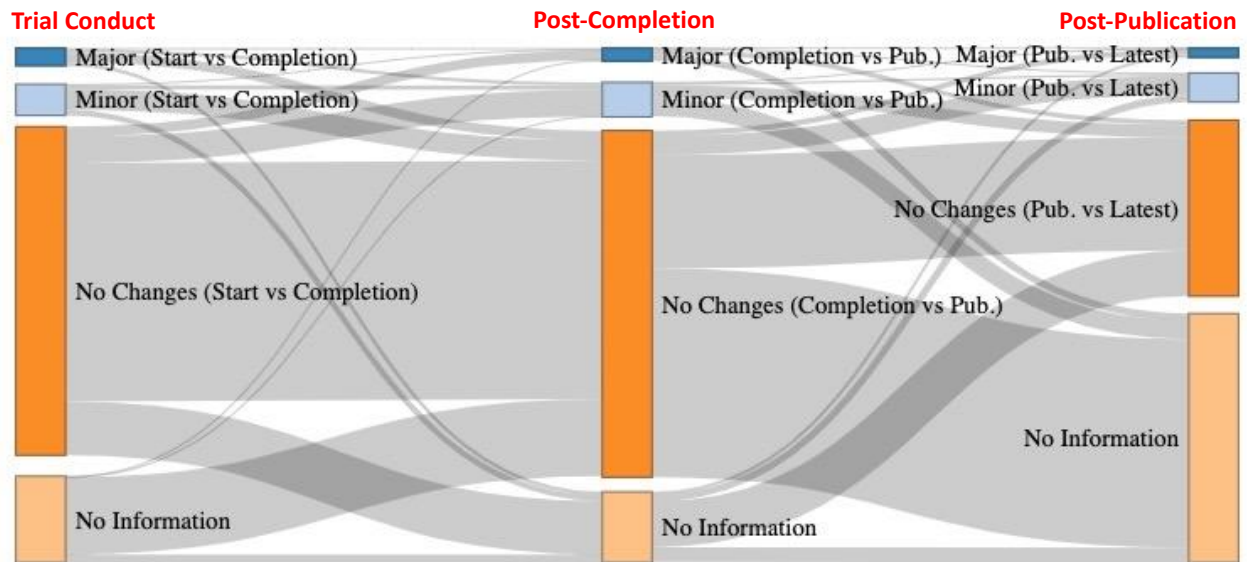 Trial Conduct
Post-Completion
Post-Publication
Major (Start vs Completion)
Major (Completion vs Pub.)
Major (Pub. vs Latest)
Minor (Start vs Completion)
Minor (Completion vs Pub.)
Minor (Pub. vs Latest)
No Changes (Start vs Completion)
No Changes (Completion vs Pub.)
No Changes (Pub. vs Latest)
No Information
No Information
No Information